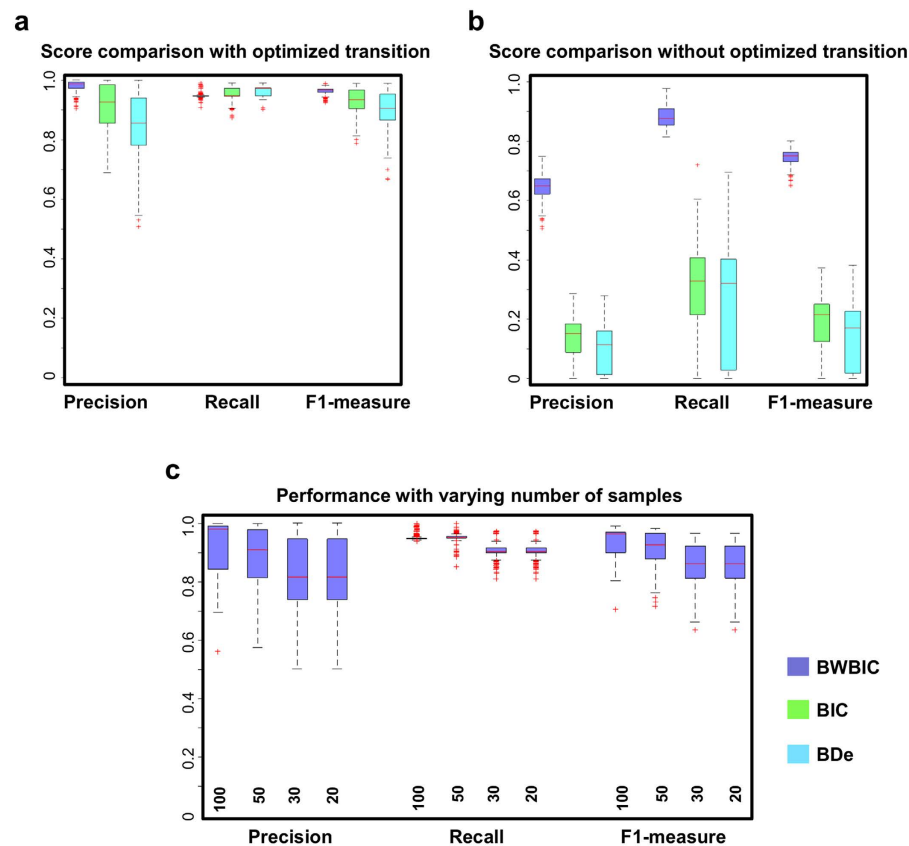 a
Score comparison with optimized transition
1.0
0.8
0.6
0.4
0.2
0
Precision Recall F1-measure
b
Score comparison without optimized transition
1.0
0.8
0.6
0.4
0.2
0
Precision Recall F1-measure
c
Performance with varying number of samples
1.0
0.8
0.6
0.4
0.2
0
100 50 30 20 100 50 30 20 100 50 30 20
Precision Recall F1-measure
BWBIC
BIC
BDe